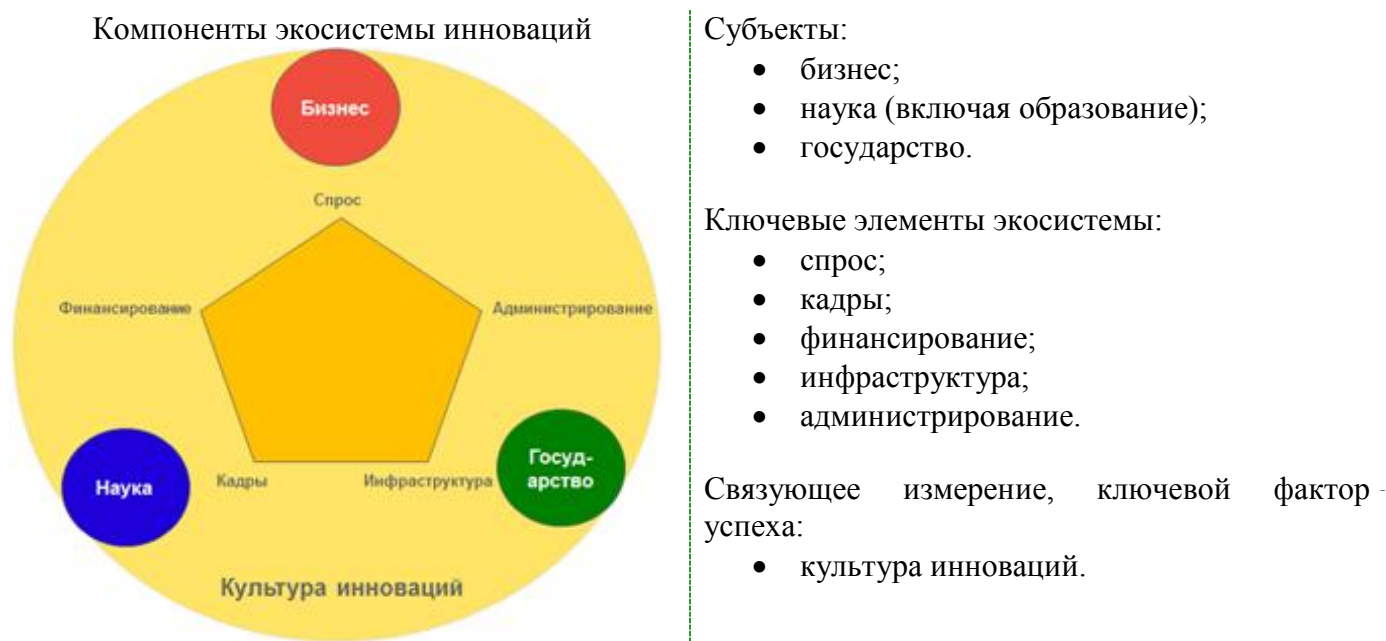 Компоненты экосистемы инноваций
Бизнес
Спрос
Финансирование
Администрирование
Наука
Кадры
Инфраструктура
Госуд-
арство
Культура инноваций
Субъекты:
• бизнес;
• наука (включая образование);
• государство.
Ключевые элементы экосистемы:
• спрос;
• кадры;
• финансирование;
• инфраструктура;
• администрирование.
Связующее измерение, ключевой фактор
успеха:
• культура инноваций.